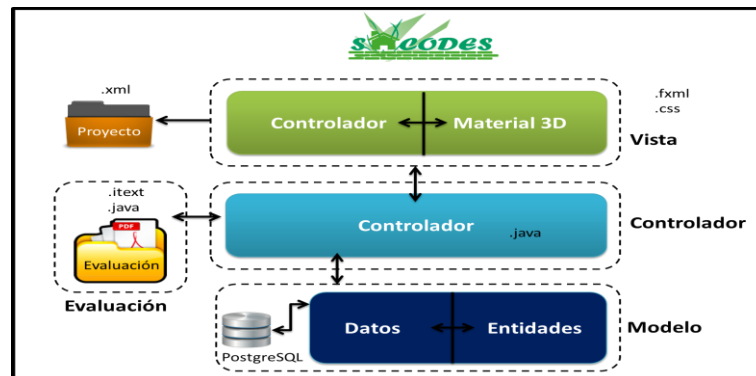 SACODES
.xml
Proyecto
Controlador
Material 3D
.fxml
.css
Vista
.itext
.java
PDF
Evaluación
Evaluación
Controlador
.java
Controlador
PostgreSQL
Datos
Entidades
Modelo